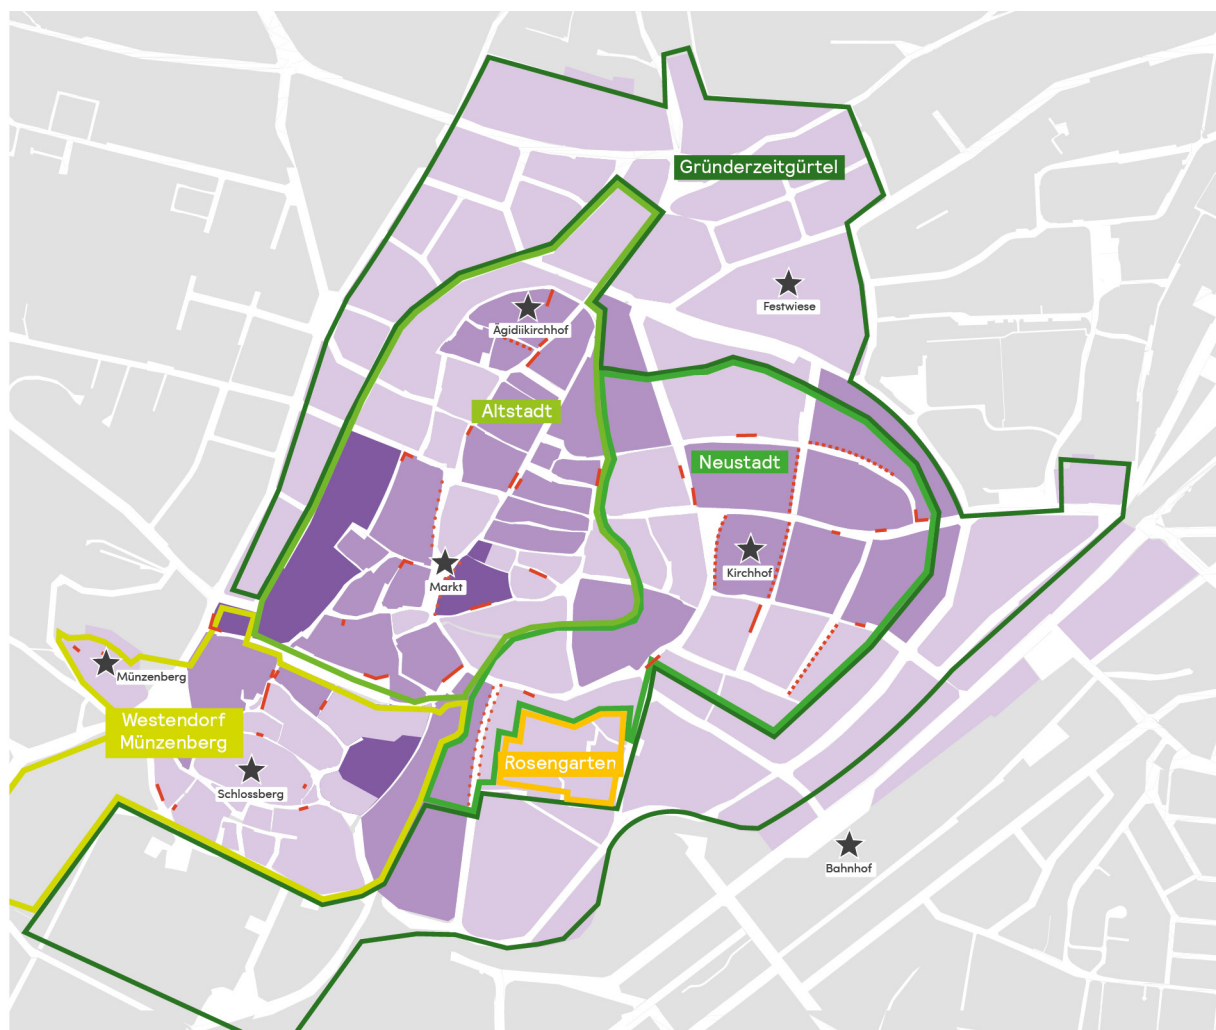 Gründerzeitgürtel
Festwiese
Ägidiikirchhof
Altstadt
Neustadt
Markt
Kirchhof
Münzenberg
Westendorf
Münzenberg
Rosengarten
Schlossberg
Bahnhof